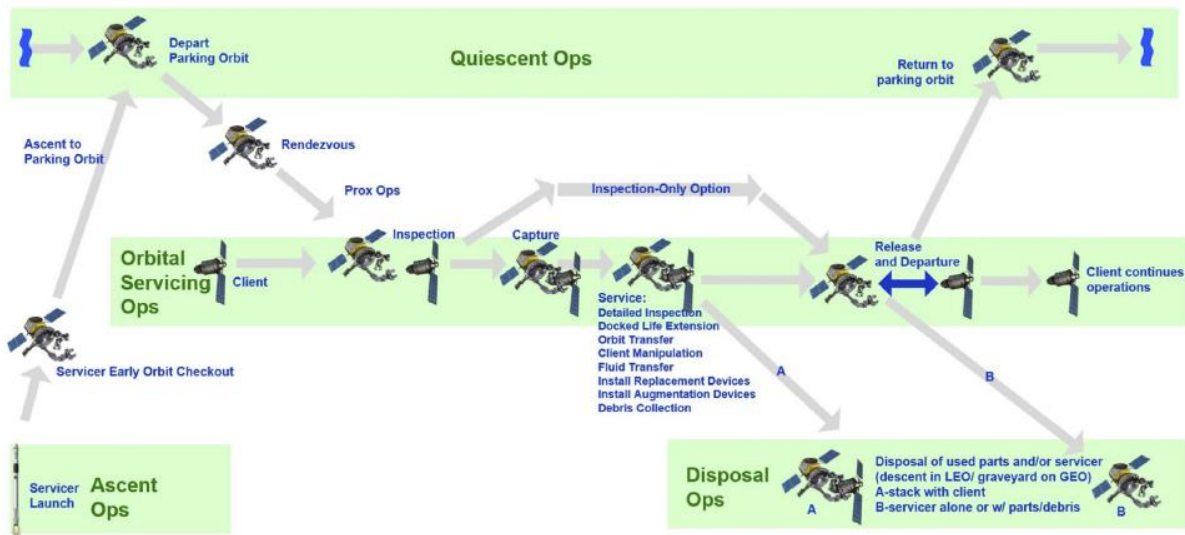 Depart
Parking Orbit
Quiescent Ops
Return to
parking orbit
Ascent to
Parking Orbit
Rendezvous
Prox Ops
Inspection-Only Option
Orbital
Servicing
Ops
Client
Inspection
Capture
Release
and Departure
Client continues
operations
Service:
Detailed Inspection
Docked Life Extension
Orbit Transfer
Client Manipulation
Fluid Transfer
Install Replacement Devices
Install Augmentation Devices
Debris Collection
Servicer Early Orbit Checkout
A
B
Servicer
Launch
Ascent
Ops
Disposal
Ops
A
Disposal of used parts and/or servicer
(descent in LEO/ graveyard on GEO)
A-stack with client
B-servicer alone or w/ parts/debris
B